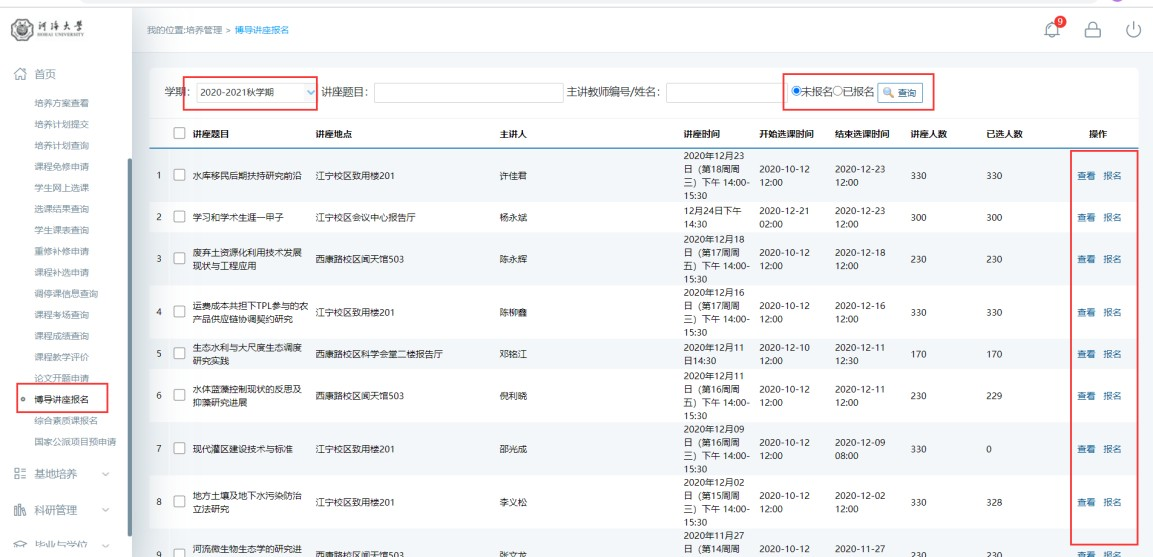 河海大学
HOHAI UNIVERSITY
我的位置:培养管理 > 博导讲座报名
9
首页
培养方案查看
培养计划提交
培养计划查询
课程免修申请
学生网上选课
选课结果查询
学生课表查询
重修补修申请
课程补选申请
调停课信息查询
课程考场查询
课程成绩查询
课程教学评价
论文开题申请
博导讲座报名
综合素质课报名
国家公派项目预申请
基地培养
科研管理
毕业与学位
学期: 2020-2021秋学期 讲座题目: 主讲教师编号/姓名: 未报名 已报名 查询
讲座题目 讲座地点 主讲人 讲座时间 开始选课时间 结束选课时间 讲座人数 已选人数 操作
1 水库移民后期扶持研究前沿 江宁校区致用楼201 许佳君 2020年12月23日（第18周周三）下午 14:00-15:30 2020-10-12 12:00 2020-12-23 12:00 330 330 查看 报名
2 学习和学术生涯一甲子 江宁校区会议中心报告厅 杨永斌 12月24日下午14:30 2020-12-21 02:00 2020-12-23 12:00 300 300 查看 报名
3 废弃土资源化利用技术发展现状与工程应用 西康路校区闻天馆503 陈永辉 2020年12月18日（第17周周五）下午 14:00-15:30 2020-10-12 12:00 2020-12-18 12:00 230 230 查看 报名
4 运费成本共担下TPL参与的农产品供应链协调契约研究 江宁校区致用楼201 陈柳鑫 2020年12月16日（第17周周三）下午 14:00-15:30 2020-10-12 12:00 2020-12-16 12:00 330 330 查看 报名
5 生态水利与大尺度生态调度研究实践 西康路校区科学会堂二楼报告厅 邓铭江 2020年12月11日14:30 2020-12-10 12:00 2020-12-11 12:30 170 170 查看 报名
6 水体蓝藻控制现状的反思及抑藻研究进展 西康路校区闻天馆503 倪利晓 2020年12月11日（第16周周五）下午 14:00-15:30 2020-10-12 12:00 2020-12-11 12:00 230 229 查看 报名
7 现代灌区建设技术与标准 江宁校区致用楼201 邵光成 2020年12月09日（第16周周三）下午 14:00-15:30 2020-10-12 12:00 2020-12-09 08:00 330 0 查看 报名
8 地方土壤及地下水污染防治立法研究 江宁校区致用楼201 李义松 2020年12月02日（第15周周三）下午 14:00-15:30 2020-10-12 12:00 2020-12-02 12:00 330 328 查看 报名
9 河流微生物生态学的研究进 西康路校区闻天馆503 张文龙 2020年11月27日（第14周周 2020-10-12 2020-11-27 230 230 查看 报名